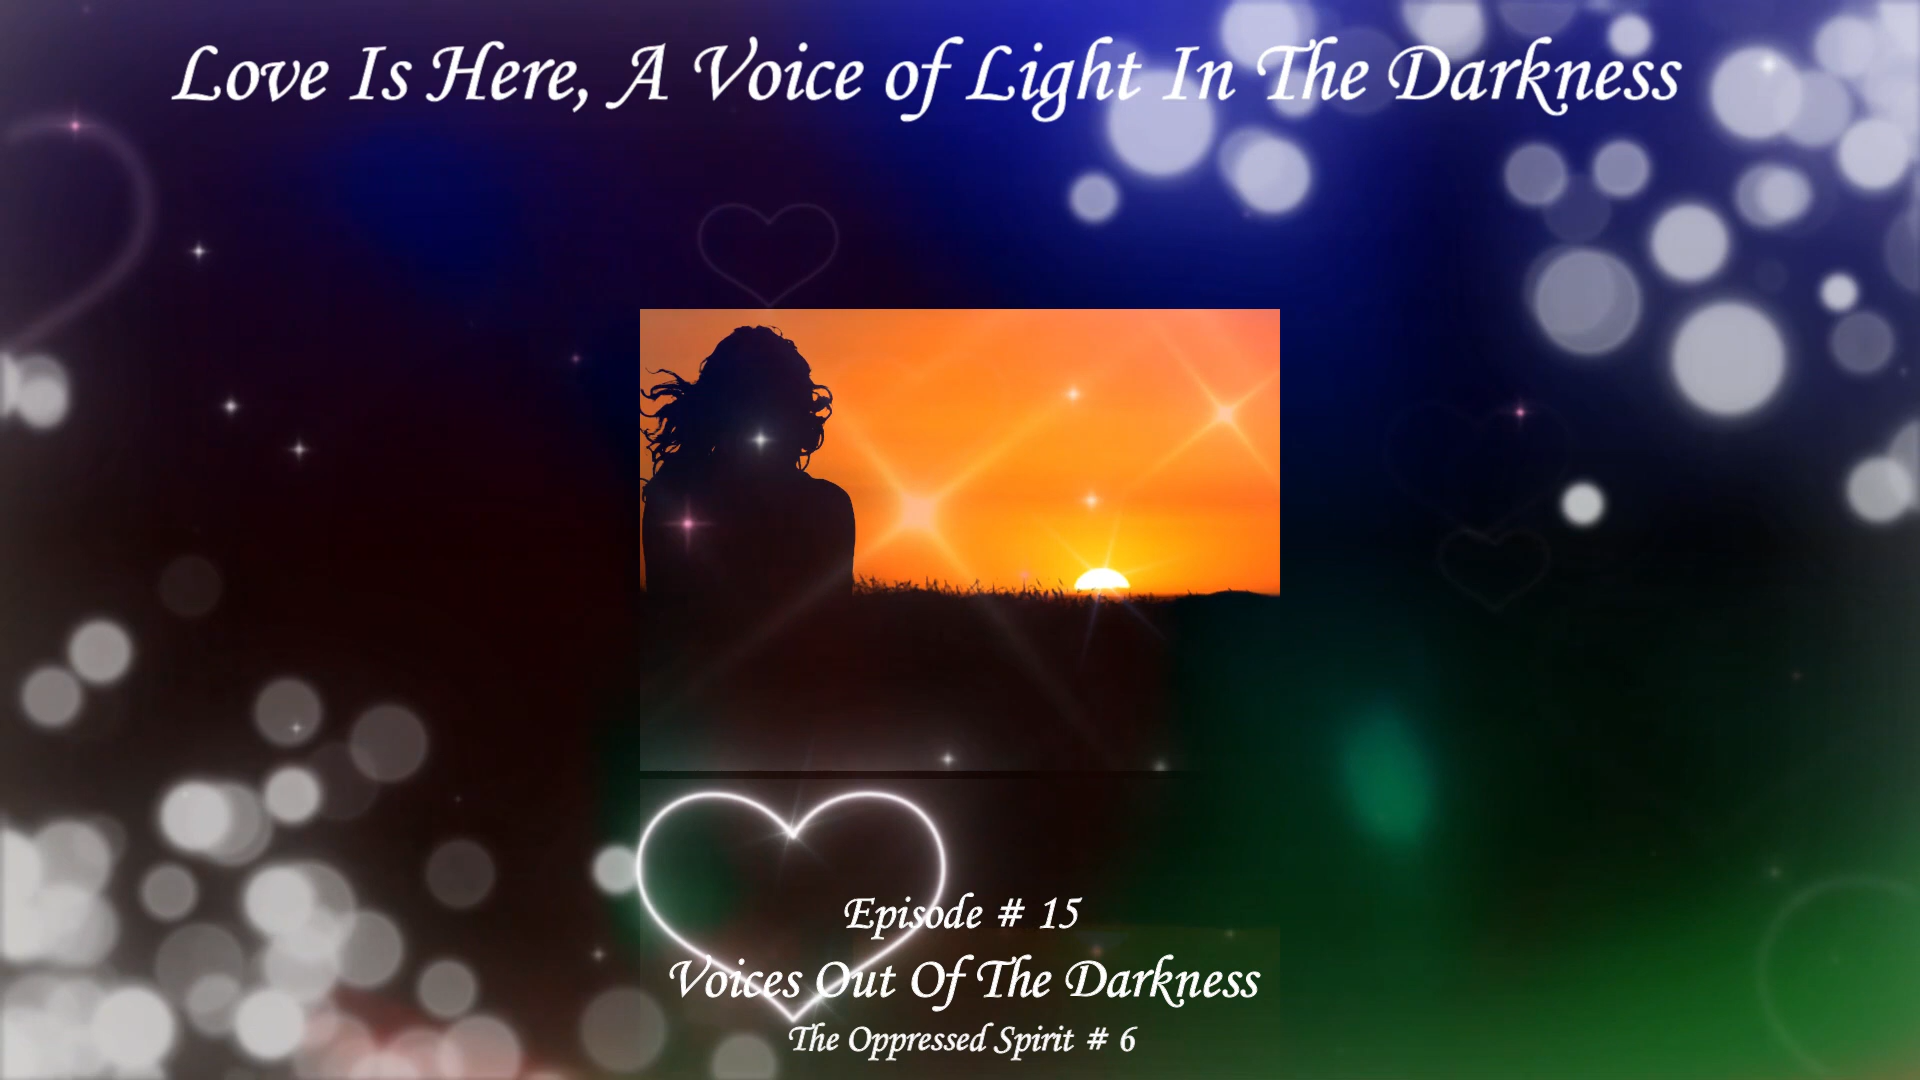 Love Is Here, A Voice of Light In The Darkness
Episode # 15
Voices Out Of The Darkness
The Oppressed Spirit # 6